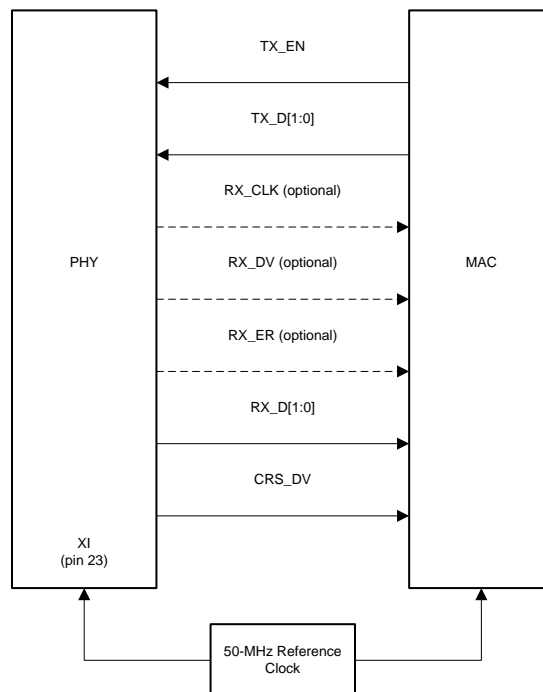 TX_EN
TX_D[1:0]
RX_CLK (optional)
PHY
RX_DV (optional)
MAC
RX_ER (optional)
RX_D[1:0]
CRS_DV
XI
(pin 23)
50-MHz Reference
Clock